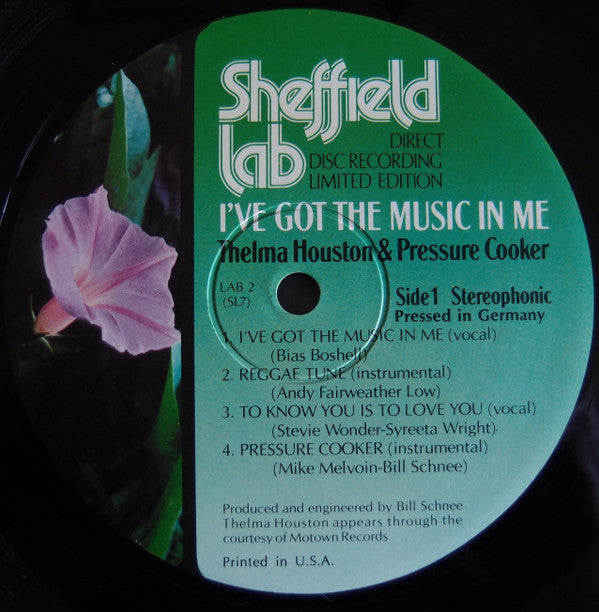 Sheffield
lab
DIRECT
DISC RECORDING
LIMITED EDITION
I'VE GOT THE MUSIC IN ME
Thelma Houston & Pressure Cooker
LAB 2
(SL7)
Side 1 Stereophonic
Pressed in Germany
1. I'VE GOT THE MUSIC IN ME (vocal)
(Bias Boshell)
2. REGGAE TUNE (instrumental)
(Andy Fairweather Low)
3. TO KNOW YOU IS TO LOVE YOU (vocal)
(Stevie Wonder-Syreeta Wright)
4. PRESSURE COOKER (instrumental)
(Mike Melvoin-Bill Schnee)
Produced and engineered by Bill Schnee
Thelma Houston appears through the
courtesy of Motown Records
Printed in U.S.A.